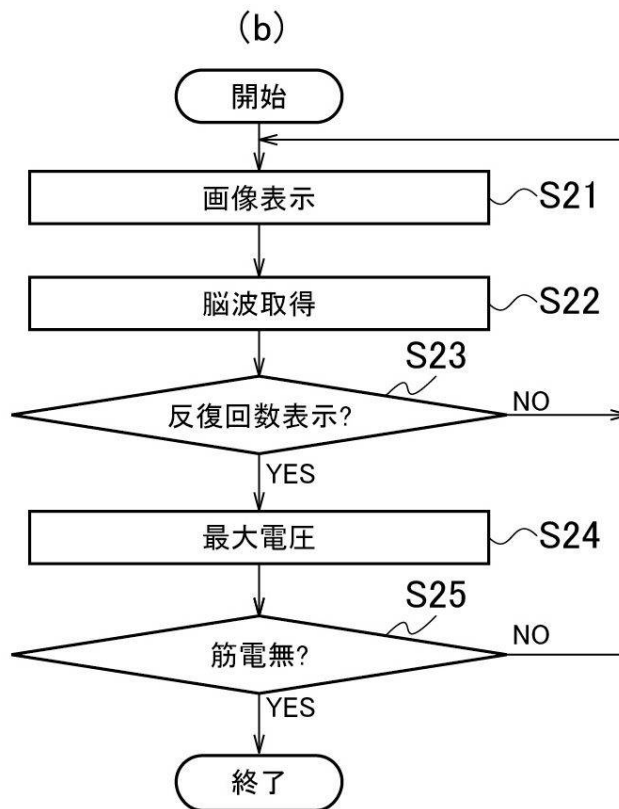 (b)
開始
画像表示
S21
脳波取得
S22
S23
反復回数表示?
NO
YES
最大電圧
S24
S25
筋電無?
NO
YES
終了